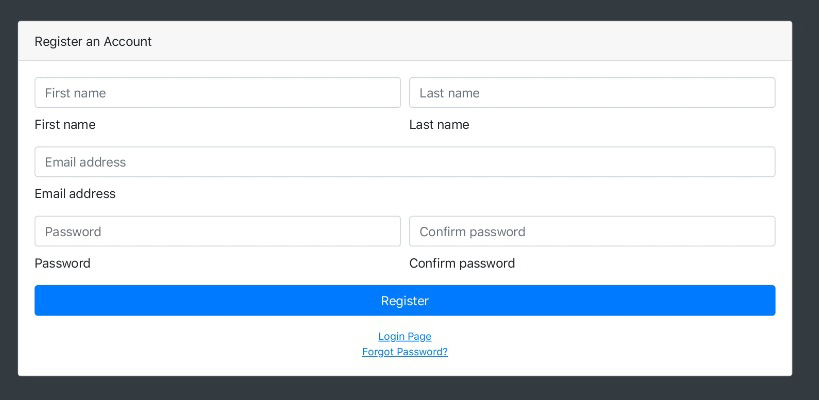 Register an Account
First name Last name
First name Last name
Email address
Email address
Password Confirm password
Password Confirm password
Register
Login Page
Forgot Password?